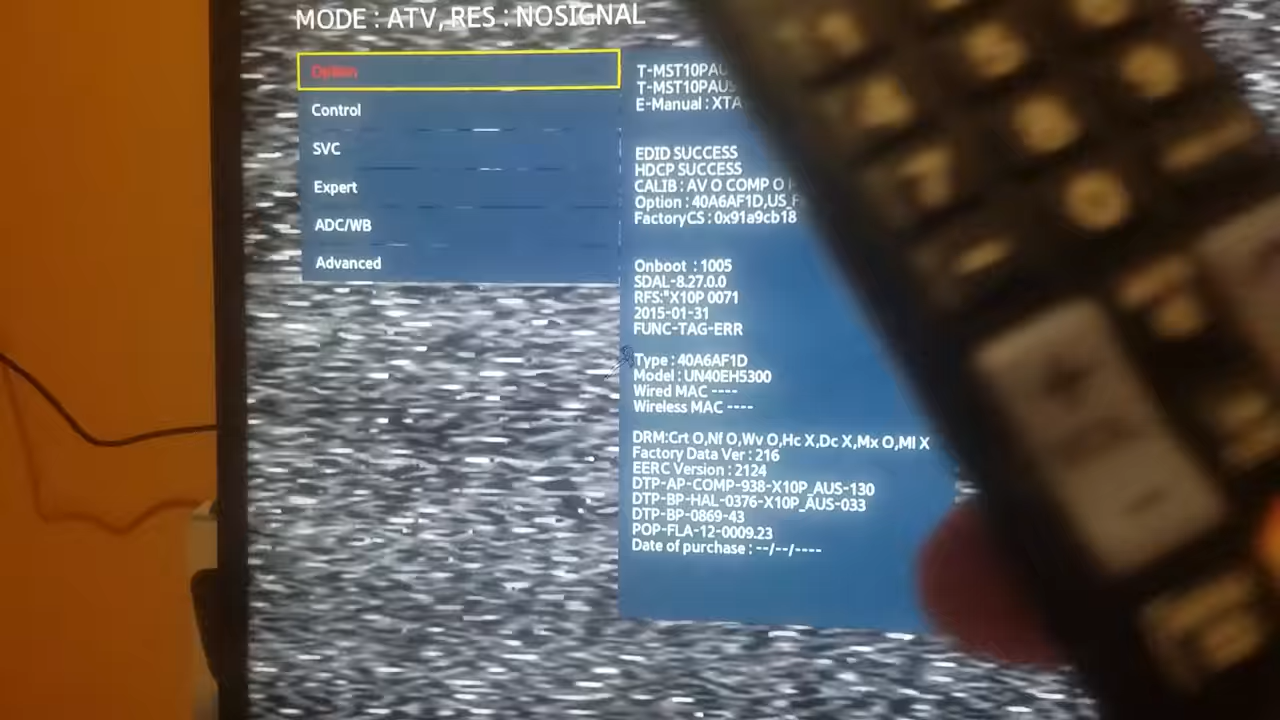 MODE : ATV, RES : NOSIGNAL
Option
Control
SVC
Expert
ADC/WB
Advanced
T-MST10PAU
T-MST10PAUS
E-Manual : XTA
EDID SUCCESS
HDCP SUCCESS
CALIB : AV O COMP O
Option : 40A6AF1D,US_F
FactoryCS : 0x91a9cb18
Onboot : 1005
SDAL-8.27.0.0
RFS:"X10P 0071
2015-01-31
FUNC-TAG-ERR
Type : 40A6AF1D
Model : UN40EH5300
Wired MAC ----
Wireless MAC ----
DRM:Crt O,Nf O,Wv O,Hc X,Dc X,Mx O,Ml X
Factory Data Ver : 216
EERC Version : 2124
DTP-AP-COMP-938-X10P_AUS-130
DTP-BP-HAL-0376-X10P_AUS-033
DTP-BP-0869-43
POP-FLA-12-0009.23
Date of purchase : --/--/----